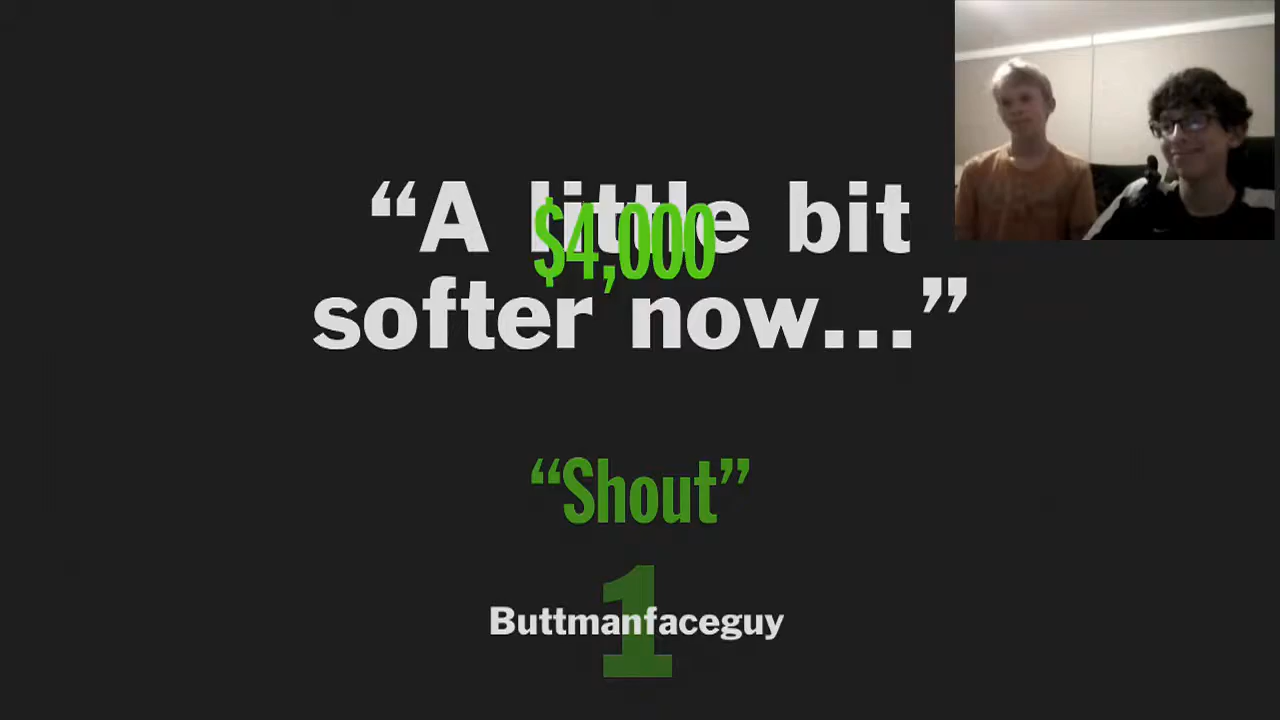 “A little bit
$4,000
softer now...”
“Shout”
1
Buttmanfaceguy